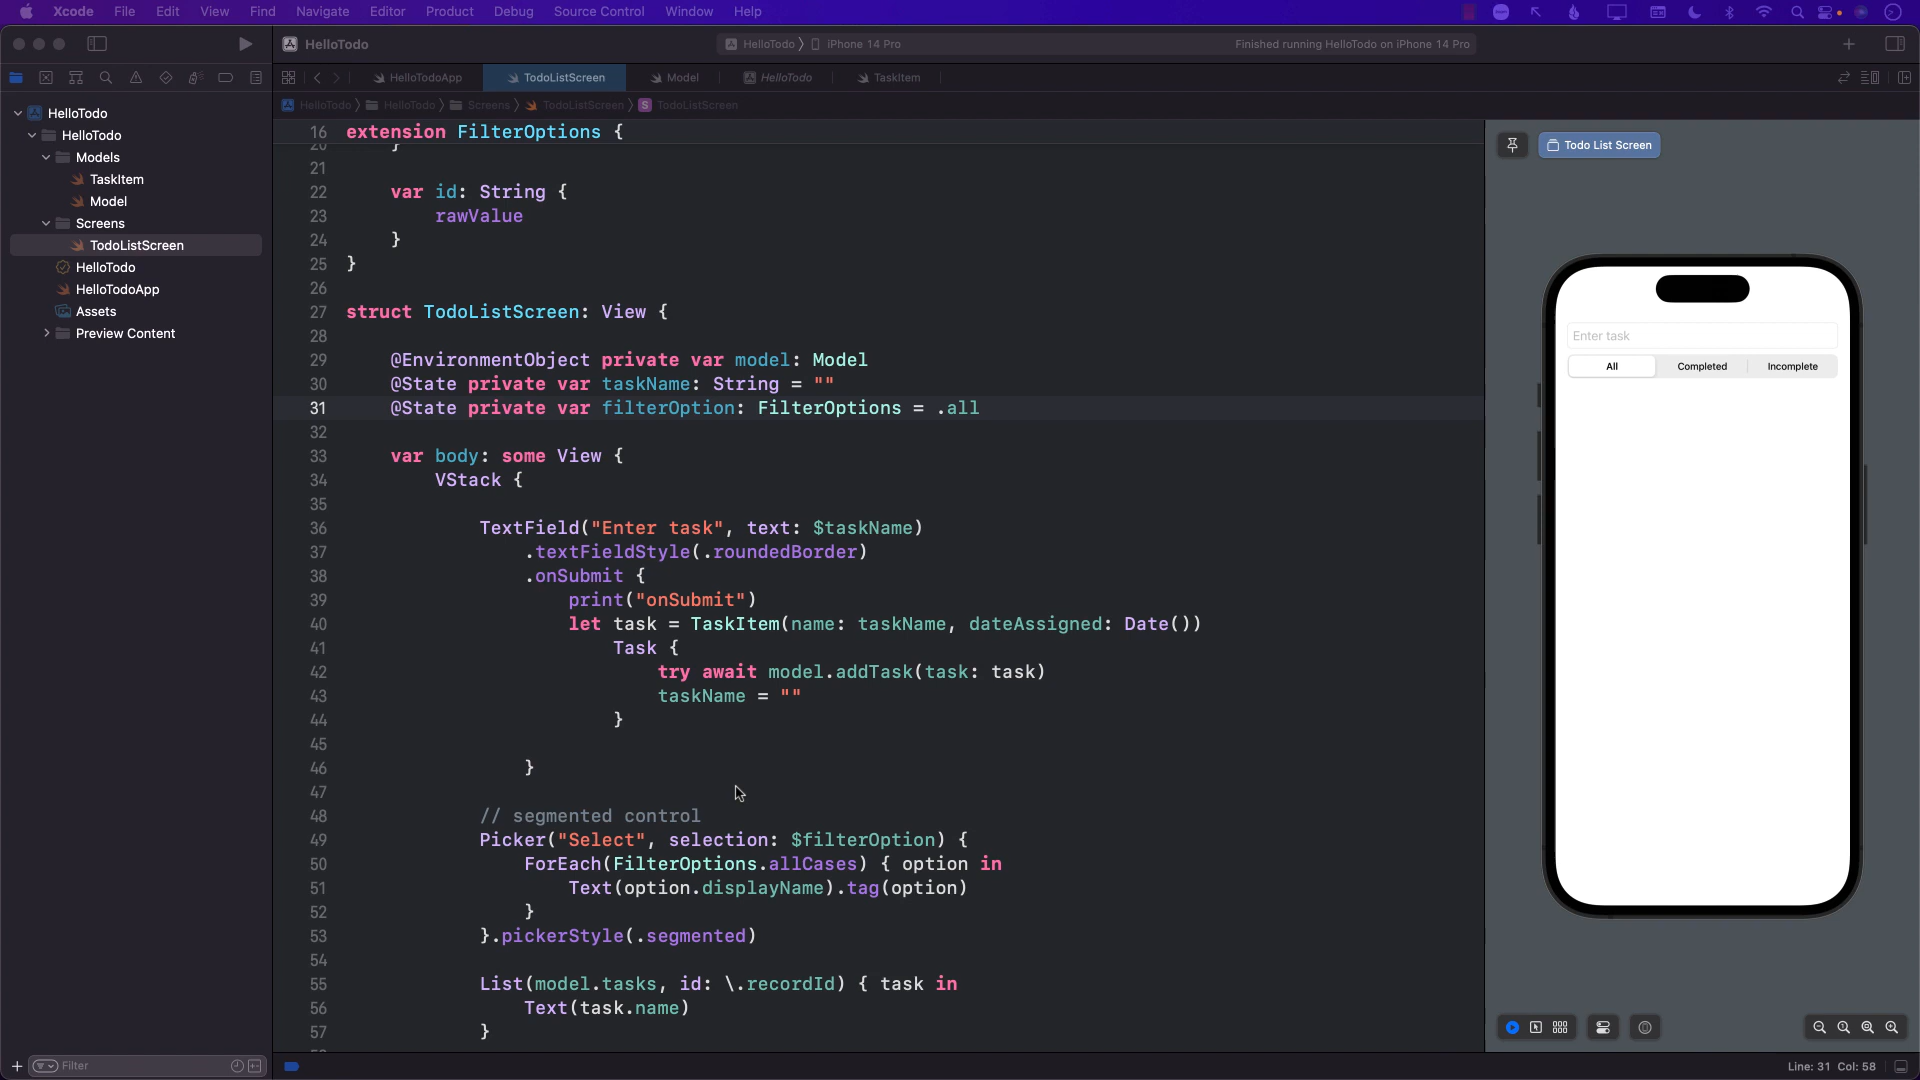 Xcode File Edit View Find Navigate Editor Product Debug Source Control Window Help
HelloTodo
HelloTodo iPhone 14 Pro
Finished running HelloTodo on iPhone 14 Pro
HelloTodoApp TodoListScreen Model HelloTodo TaskItem
HelloTodo HelloTodo Screens TodoListScreen S TodoListScreen
HelloTodo
HelloTodo
Models
TaskItem
Model
Screens
TodoListScreen
HelloTodo
HelloTodoApp
Assets
Preview Content
Filter
16 extension FilterOptions {
20 }
21
22 var id: String {
23 rawValue
24 }
25 }
26
27 struct TodoListScreen: View {
28
29 @EnvironmentObject private var model: Model
30 @State private var taskName: String = ""
31 @State private var filterOption: FilterOptions = .all
32
33 var body: some View {
34 VStack {
35
36 TextField("Enter task", text: $taskName)
37 .textFieldStyle(.roundedBorder)
38 .onSubmit {
39 print("onSubmit")
40 let task = TaskItem(name: taskName, dateAssigned: Date())
41 Task {
42 try await model.addTask(task: task)
43 taskName = ""
44 }
45
46 }
47
48 // segmented control
49 Picker("Select", selection: $filterOption) {
50 ForEach(FilterOptions.allCases) { option in
51 Text(option.displayName).tag(option)
52 }
53 }.pickerStyle(.segmented)
54
55 List(model.tasks, id: \.recordId) { task in
56 Text(task.name)
57 }
Todo List Screen
Enter task
All Completed Incomplete
Line: 31 Col: 58